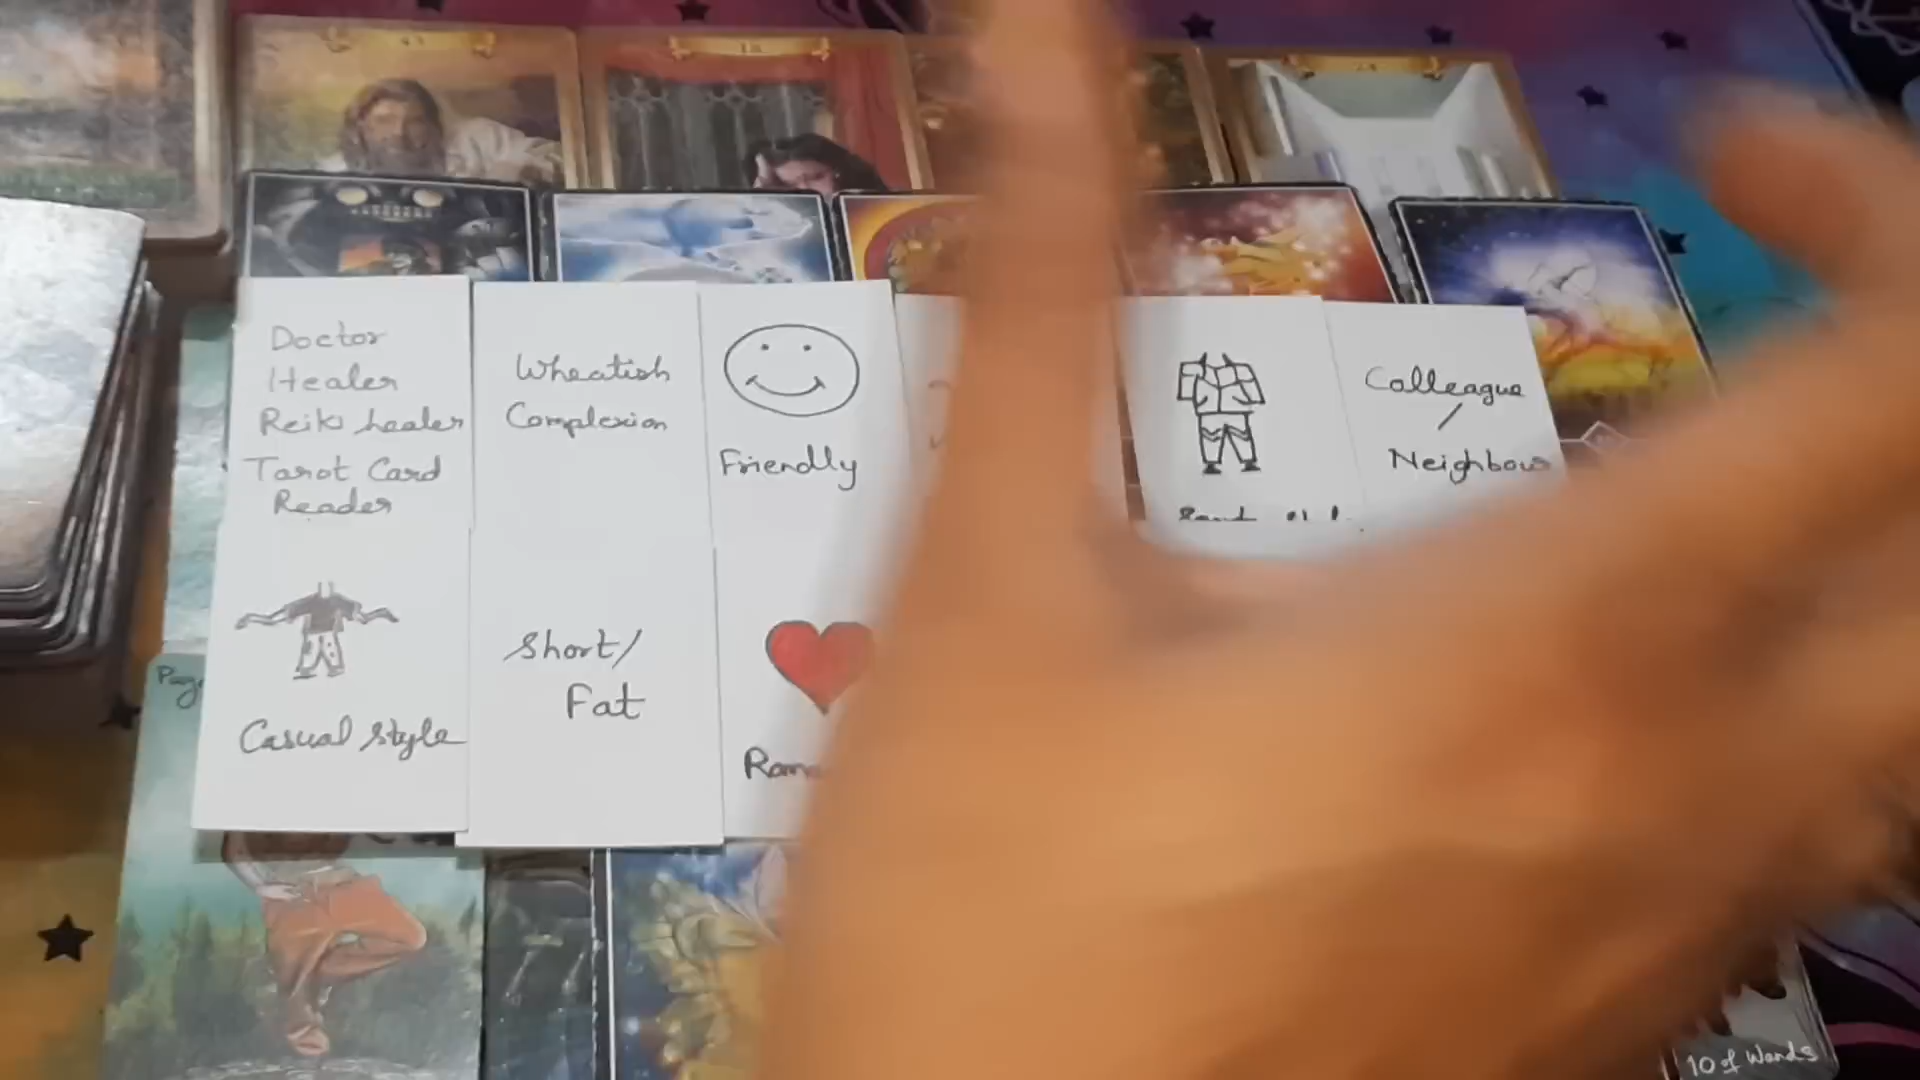 Doctor
Healer
Reiki healer
Tarot Card
Reader
Wheatish
Complexion
Friendly
Colleague
/
Neighbour
Casual Style
Short/
Fat
10 of Wands